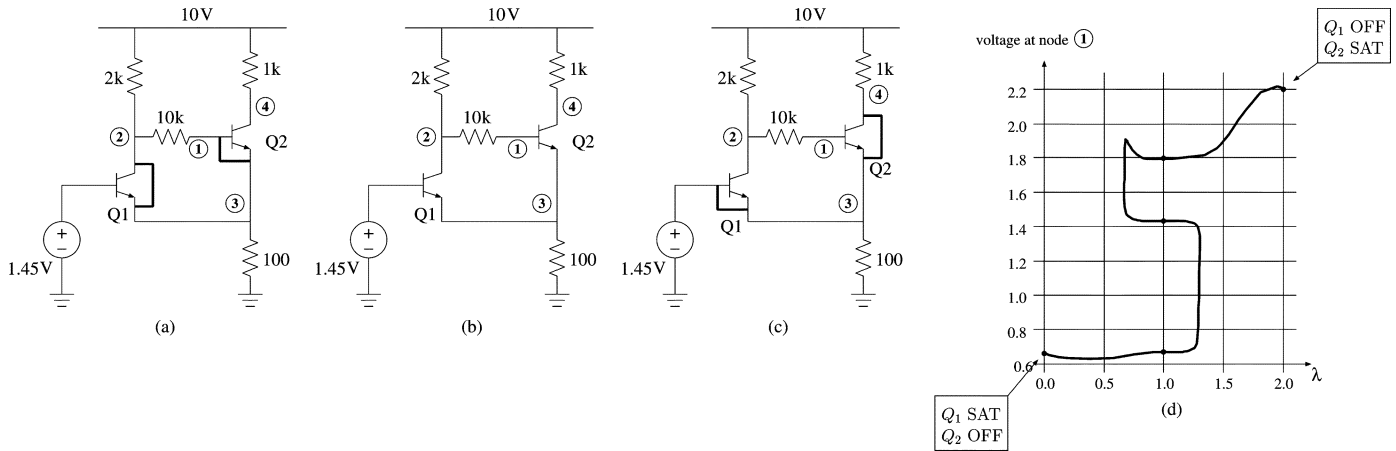 10V
2k
1k
④
10k
②
①
Q2
Q1
③
+
−
1.45V
100
(a)
10V
2k
1k
④
10k
②
①
Q2
Q1
③
+
−
1.45V
100
(b)
10V
2k
1k
④
10k
②
①
Q2
Q1
③
+
−
1.45V
100
(c)
voltage at node ①
Q1 OFF
Q2 SAT
2.2
2.0
1.8
1.6
1.4
1.2
1.0
0.8
0.6
0.0 0.5 1.0 1.5 2.0 λ
(d)
Q1 SAT
Q2 OFF